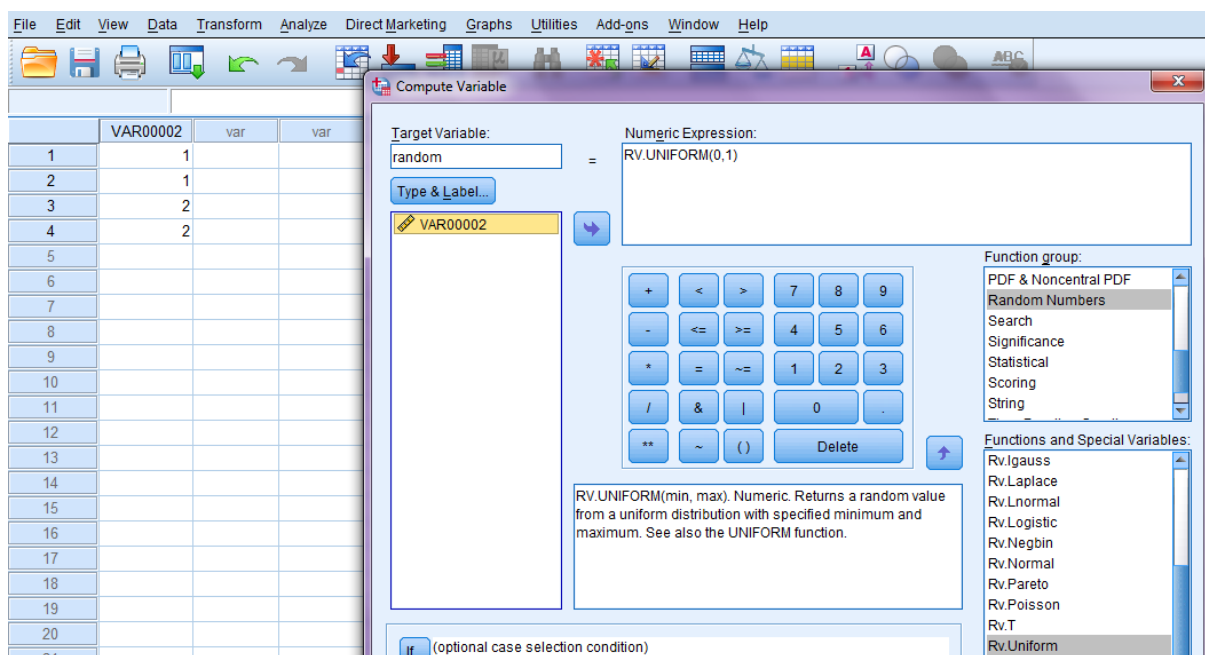 File Edit View Data Transform Analyze Direct Marketing Graphs Utilities Add-ons Window Help
A
ABC
Compute Variable
X
VAR00002 var var
1 1
2 1
3 2
4 2
5
6
7
8
9
10
11
12
13
14
15
16
17
18
19
20
Target Variable:
random
=
Numeric Expression:
RV.UNIFORM(0,1)
Type & Label...
VAR00002
+ < > 7 8 9
- <= >= 4 5 6
* = ~= 1 2 3
/ & | 0 .
** ~ ( ) Delete
RV.UNIFORM(min, max). Numeric. Returns a random value
from a uniform distribution with specified minimum and
maximum. See also the UNIFORM function.
Function group:
PDF & Noncentral PDF
Random Numbers
Search
Significance
Statistical
Scoring
String
Functions and Special Variables:
Rv.Igauss
Rv.Laplace
Rv.Lnormal
Rv.Logistic
Rv.Negbin
Rv.Normal
Rv.Pareto
Rv.Poisson
Rv.T
Rv.Uniform
If (optional case selection condition)